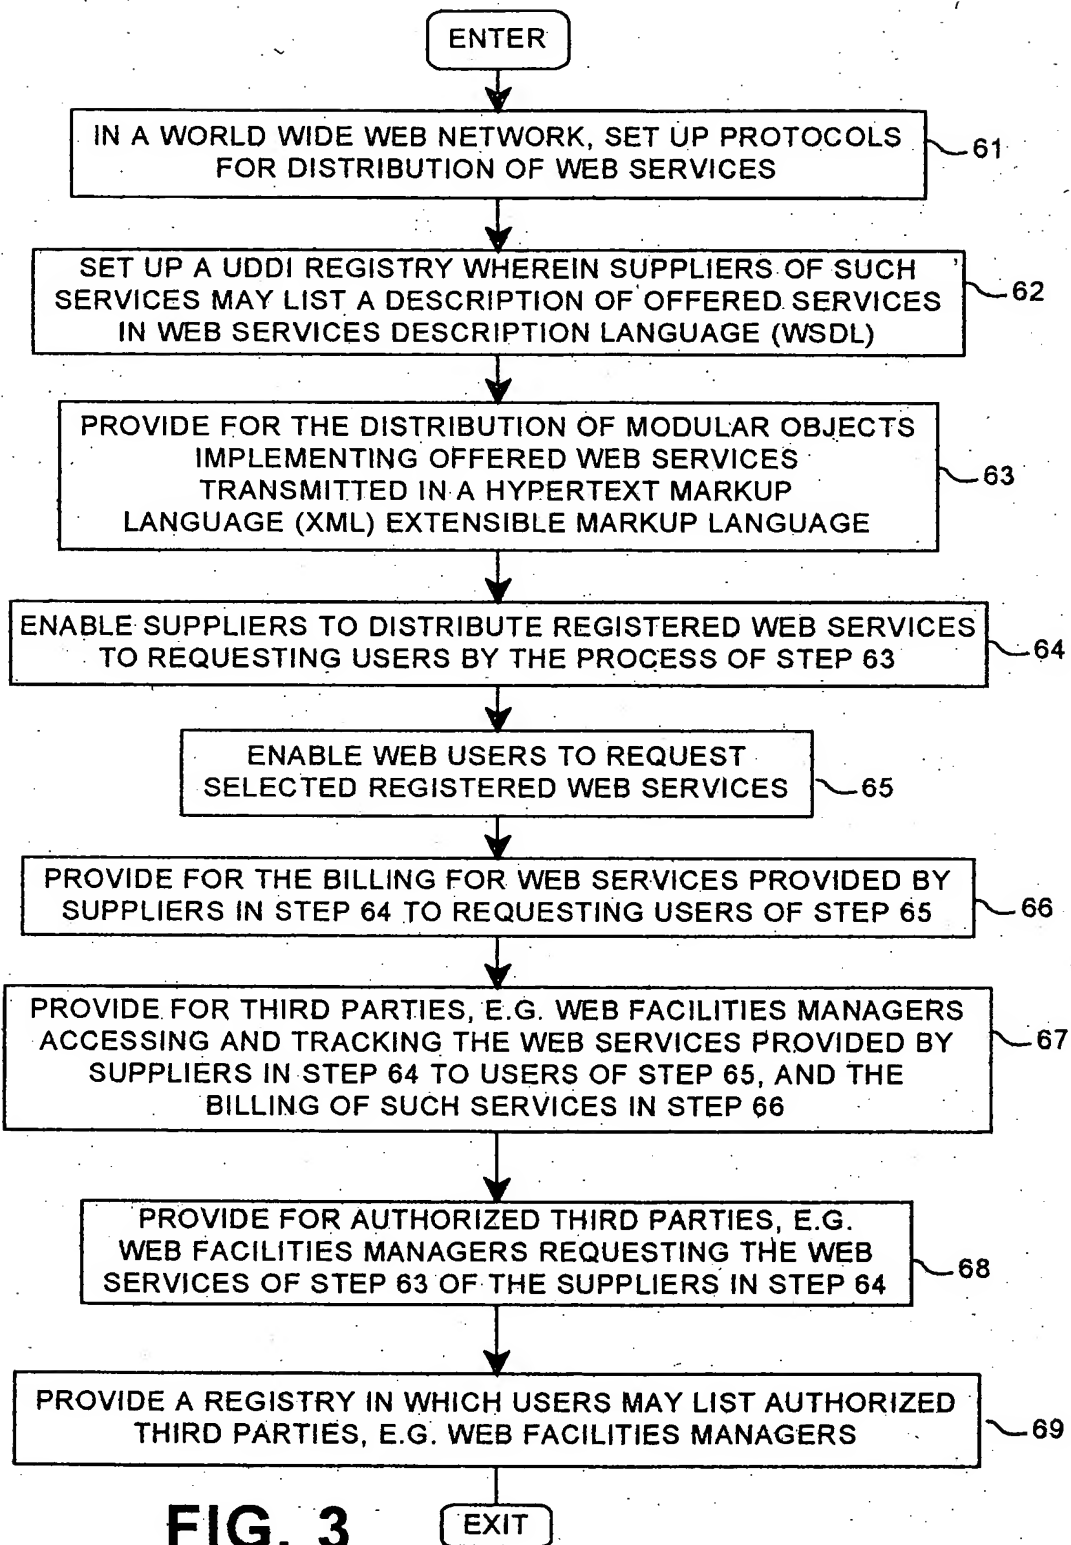 ENTER
IN A WORLD WIDE WEB NETWORK, SET UP PROTOCOLS
FOR DISTRIBUTION OF WEB SERVICES
61
SET UP A UDDI REGISTRY WHEREIN SUPPLIERS OF SUCH
SERVICES MAY LIST A DESCRIPTION OF OFFERED SERVICES
IN WEB SERVICES DESCRIPTION LANGUAGE (WSDL)
62
PROVIDE FOR THE DISTRIBUTION OF MODULAR OBJECTS
IMPLEMENTING OFFERED WEB SERVICES
TRANSMITTED IN A HYPERTEXT MARKUP
LANGUAGE (XML) EXTENSIBLE MARKUP LANGUAGE
63
ENABLE SUPPLIERS TO DISTRIBUTE REGISTERED WEB SERVICES
TO REQUESTING USERS BY THE PROCESS OF STEP 63
64
ENABLE WEB USERS TO REQUEST
SELECTED REGISTERED WEB SERVICES
65
PROVIDE FOR THE BILLING FOR WEB SERVICES PROVIDED BY
SUPPLIERS IN STEP 64 TO REQUESTING USERS OF STEP 65
66
PROVIDE FOR THIRD PARTIES, E.G. WEB FACILITIES MANAGERS
ACCESSING AND TRACKING THE WEB SERVICES PROVIDED BY
SUPPLIERS IN STEP 64 TO USERS OF STEP 65, AND THE
BILLING OF SUCH SERVICES IN STEP 66
67
PROVIDE FOR AUTHORIZED THIRD PARTIES, E.G.
WEB FACILITIES MANAGERS REQUESTING THE WEB
SERVICES OF STEP 63 OF THE SUPPLIERS IN STEP 64
68
PROVIDE A REGISTRY IN WHICH USERS MAY LIST AUTHORIZED
THIRD PARTIES, E.G. WEB FACILITIES MANAGERS
69
EXIT
FIG. 3